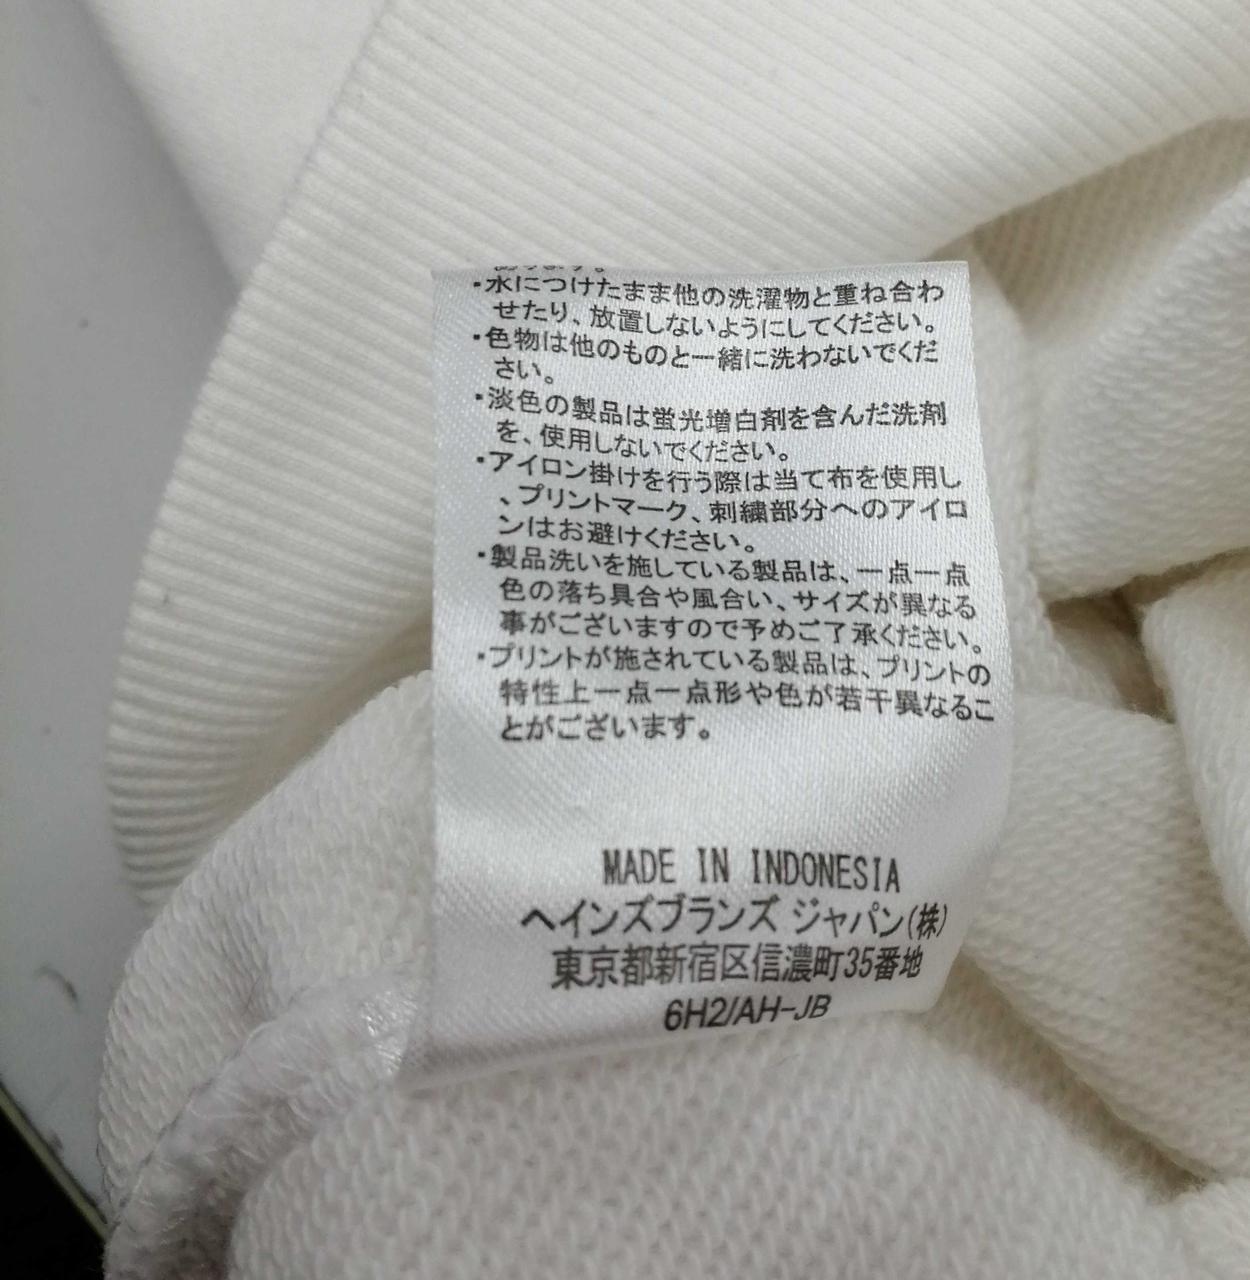 あります。
・水につけたまま他の洗濯物と重ね合わ
せたり、放置しないようにしてください。
・色物は他のものと一緒に洗わないでくだ
さい。
・淡色の製品は蛍光増白剤を含んだ洗剤
を、使用しないでください。
・アイロン掛けを行う際は当て布を使用し
、プリントマーク、刺繍部分へのアイロ
ンはお避けください。
・製品洗いを施している製品は、一点一点
色の落ち具合や風合い、サイズが異なる
事がございますので予めご了承ください。
・プリントが施されている製品は、プリントの
特性上一点一点形や色が若干異なるこ
とがございます。
MADE IN INDONESIA
ヘインズブランズ ジャパン(株)
東京都新宿区信濃町35番地
6H2/AH-JB